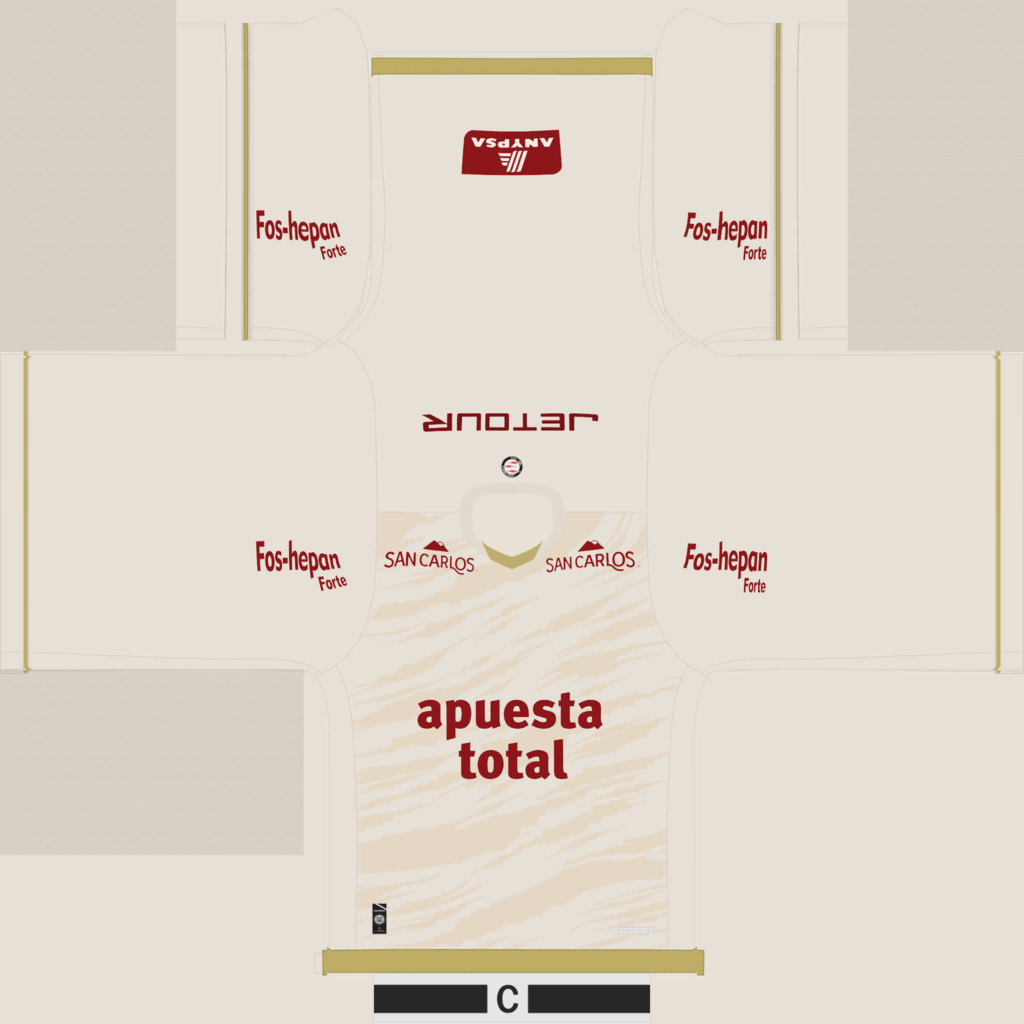 ANYPSA
Fos-hepan
Forte
Fos-hepan
Forte
JETOUR
SAN CARLOS
SAN CARLOS
Fos-hepan
Forte
Fos-hepan
Forte
apuesta
total
C